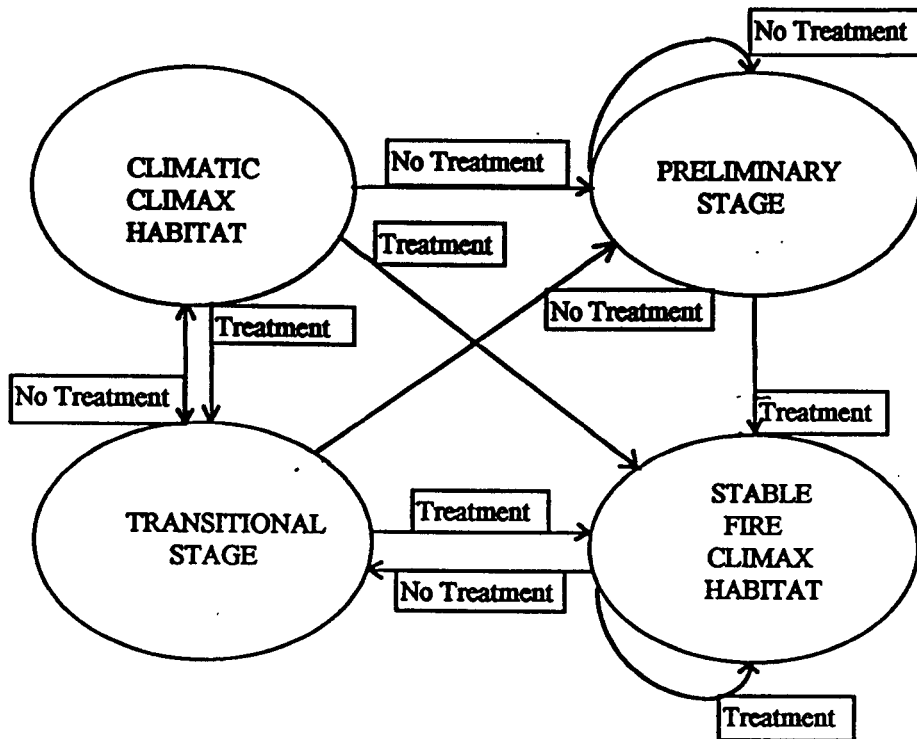 No Treatment
CLIMATIC
CLIMAX
HABITAT
No Treatment
PRELIMINARY
STAGE
Treatment
Treatment
No Treatment
No Treatment
Treatment
TRANSITIONAL
STAGE
Treatment
No Treatment
STABLE
FIRE
CLIMAX
HABITAT
Treatment